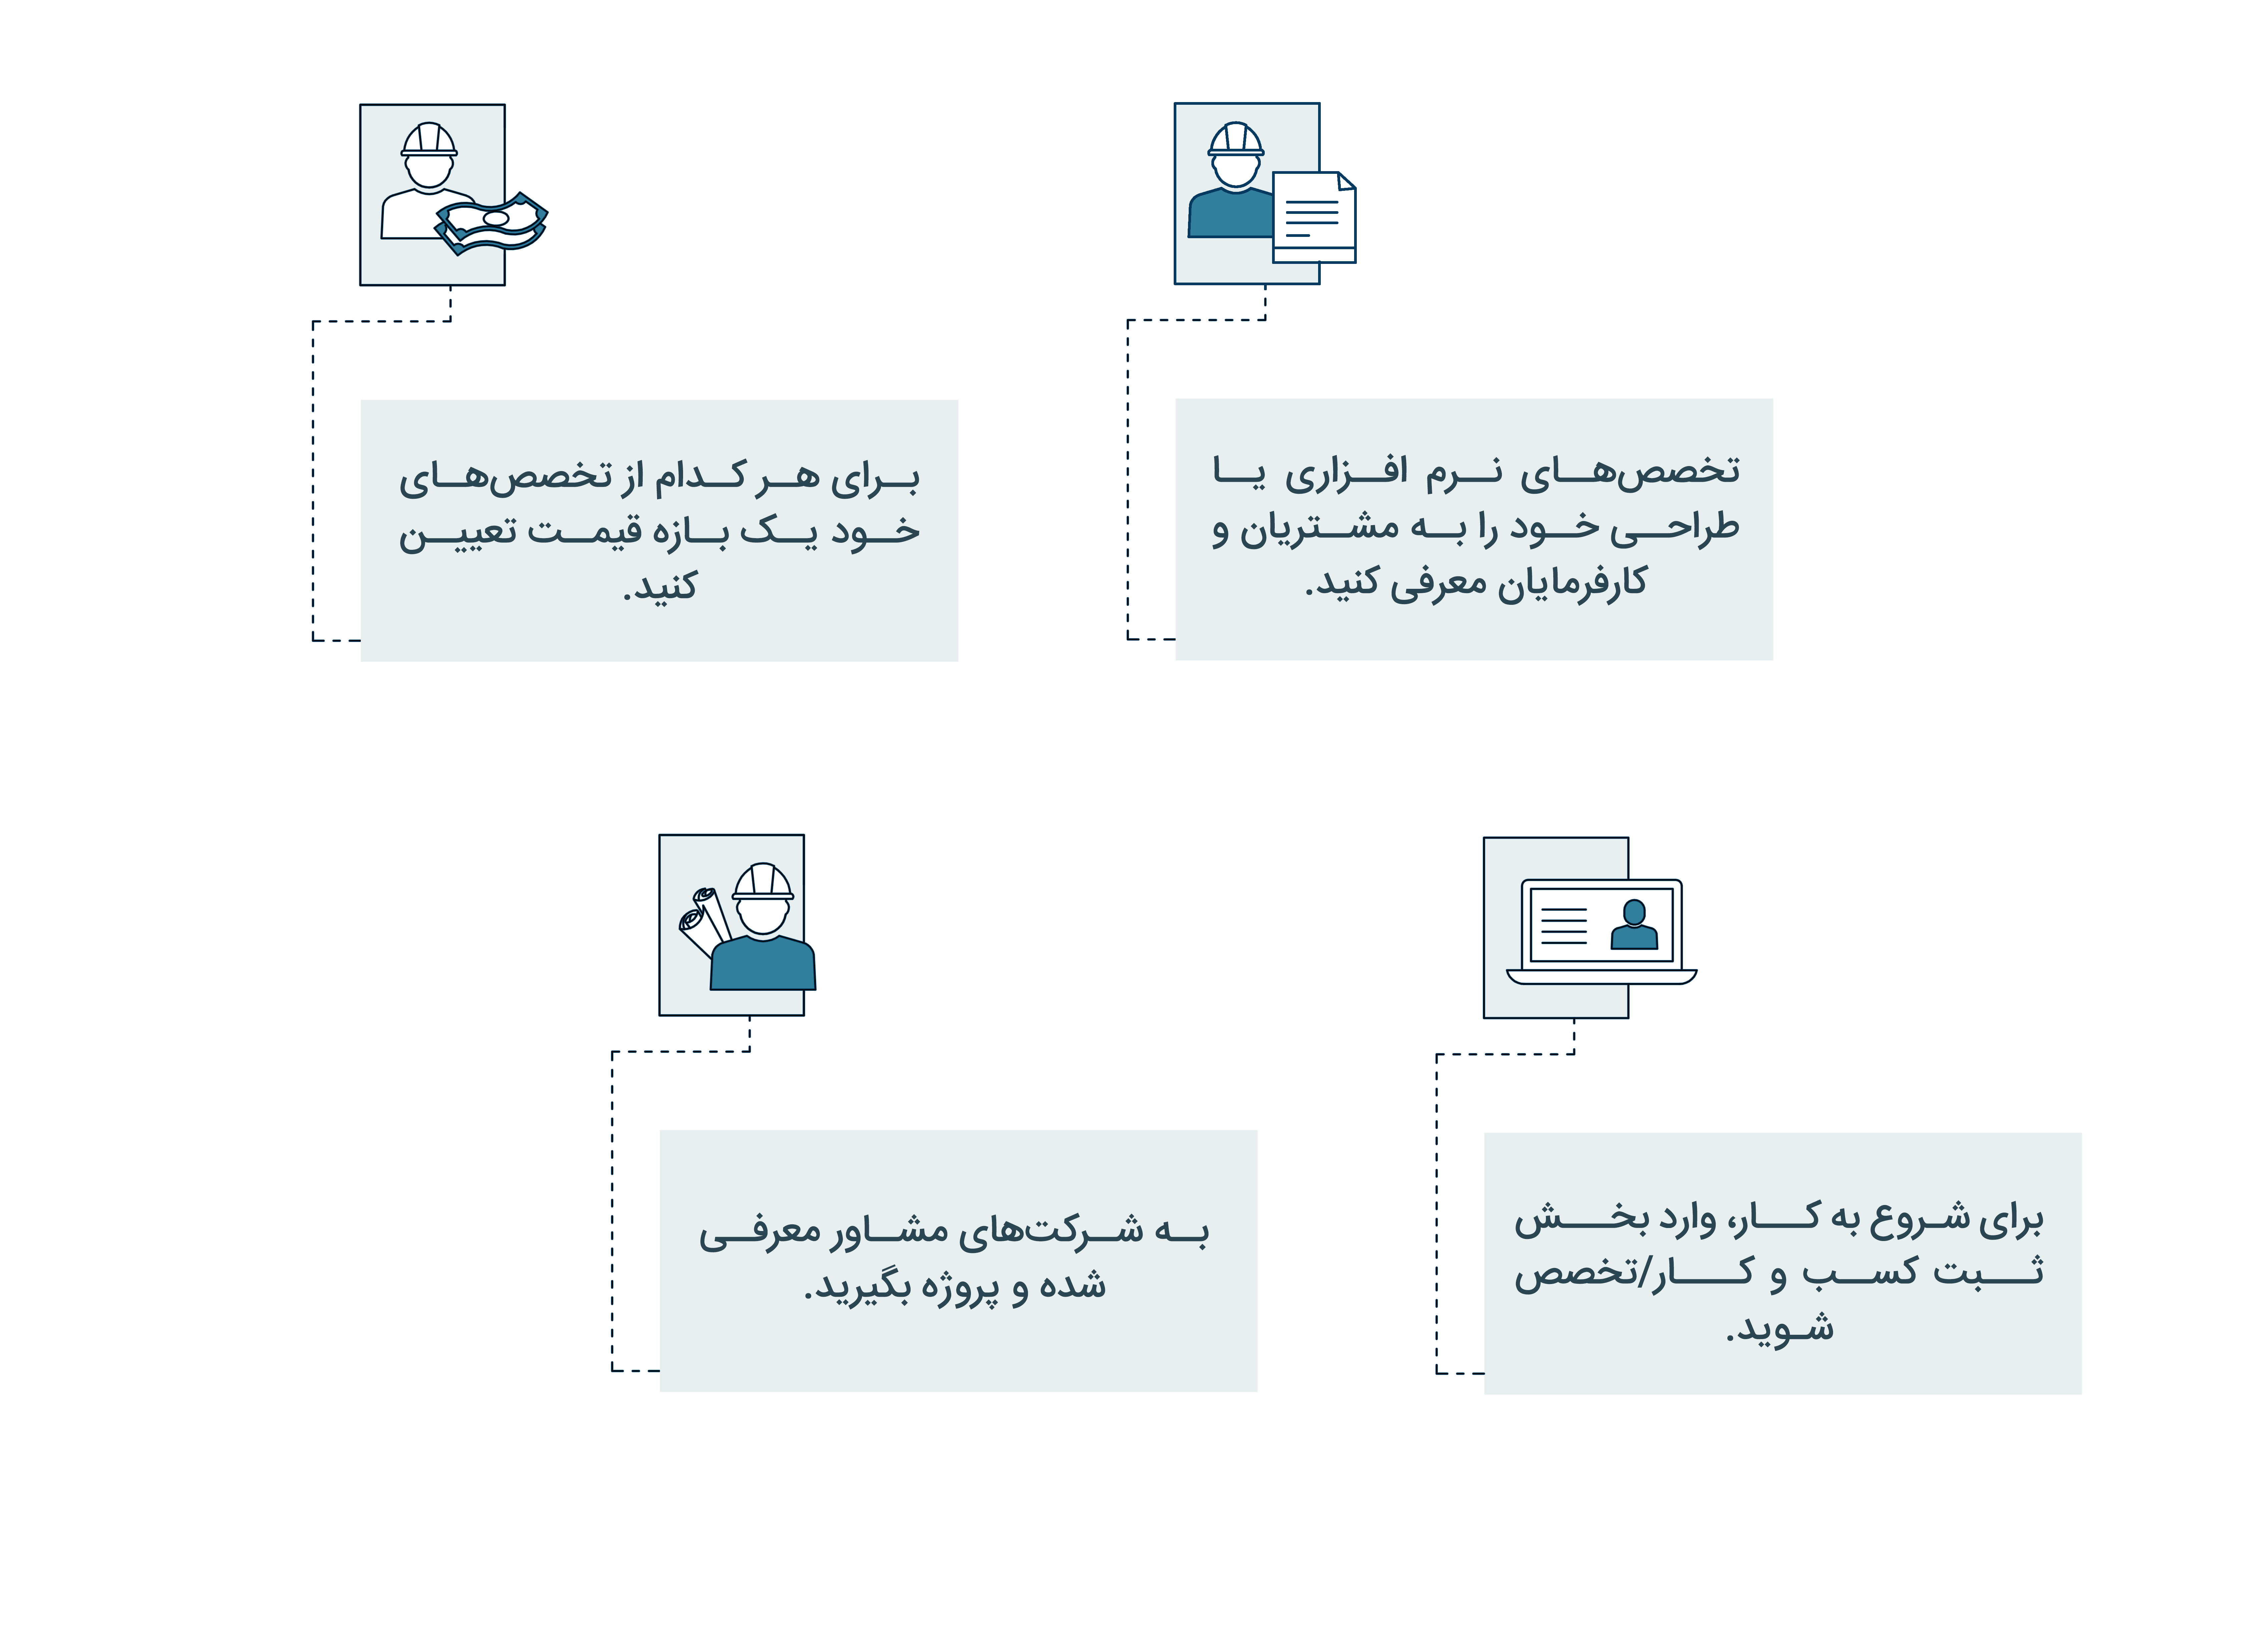 تخصص‌های نرم افزاری یا
طراحی خود را به مشتریان و
کارفرمایان معرفی کنید.
برای هر کدام از تخصص‌های
خود یک بازه قیمت تعیین
کنید.
برای شروع به کار، وارد بخش
ثبت کسب و کار/تخصص
شوید.
به شرکت‌های مشاور معرفی
شده و پروژه بگیرید.